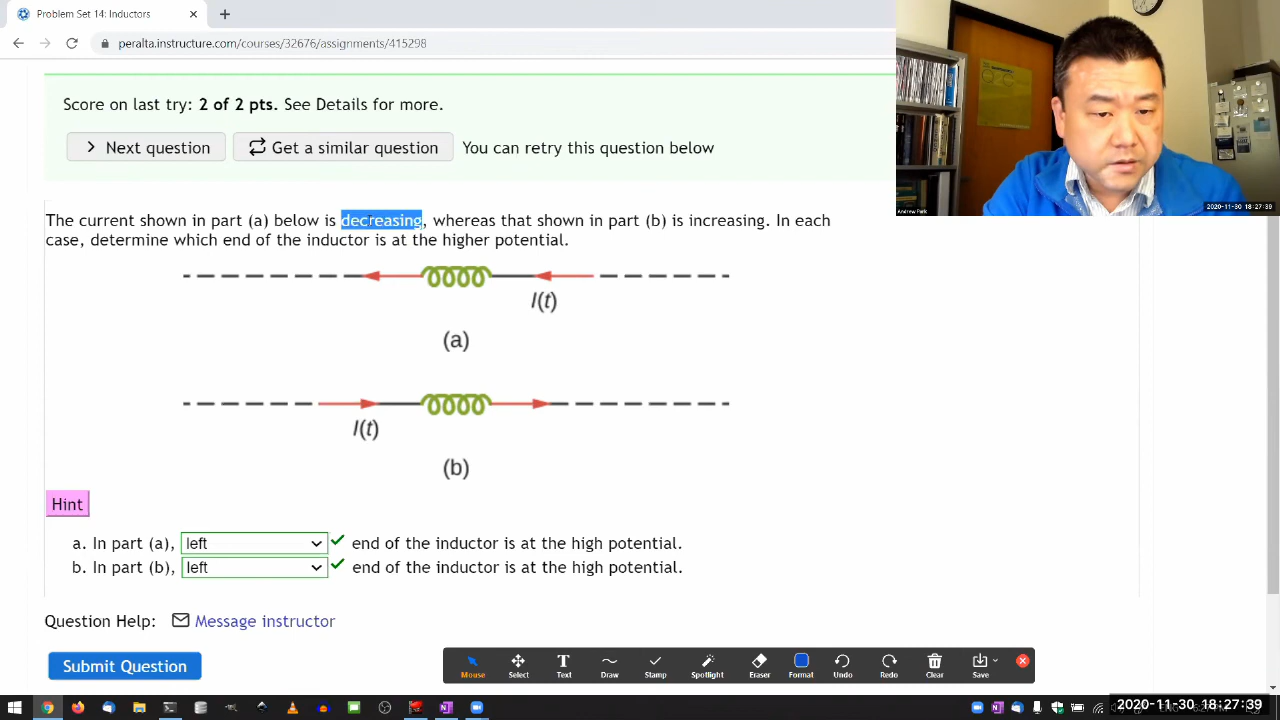 Problem Set 14: Inductors
peralta.instructure.com/courses/32676/assignments/415298
Score on last try: 2 of 2 pts. See Details for more.
Next question
Get a similar question
You can retry this question below
The current shown in part (a) below is decreasing, whereas that shown in part (b) is increasing. In each
case, determine which end of the inductor is at the higher potential.
I(t)
(a)
I(t)
(b)
Hint
a. In part (a), left end of the inductor is at the high potential.
b. In part (b), left end of the inductor is at the high potential.
Question Help: Message instructor
Submit Question
Mouse Select Text Draw Stamp Spotlight Eraser Format Undo Redo Clear Save
Andrew Park
2020-11-30 18:27:39
2020-11-30 18:27:39